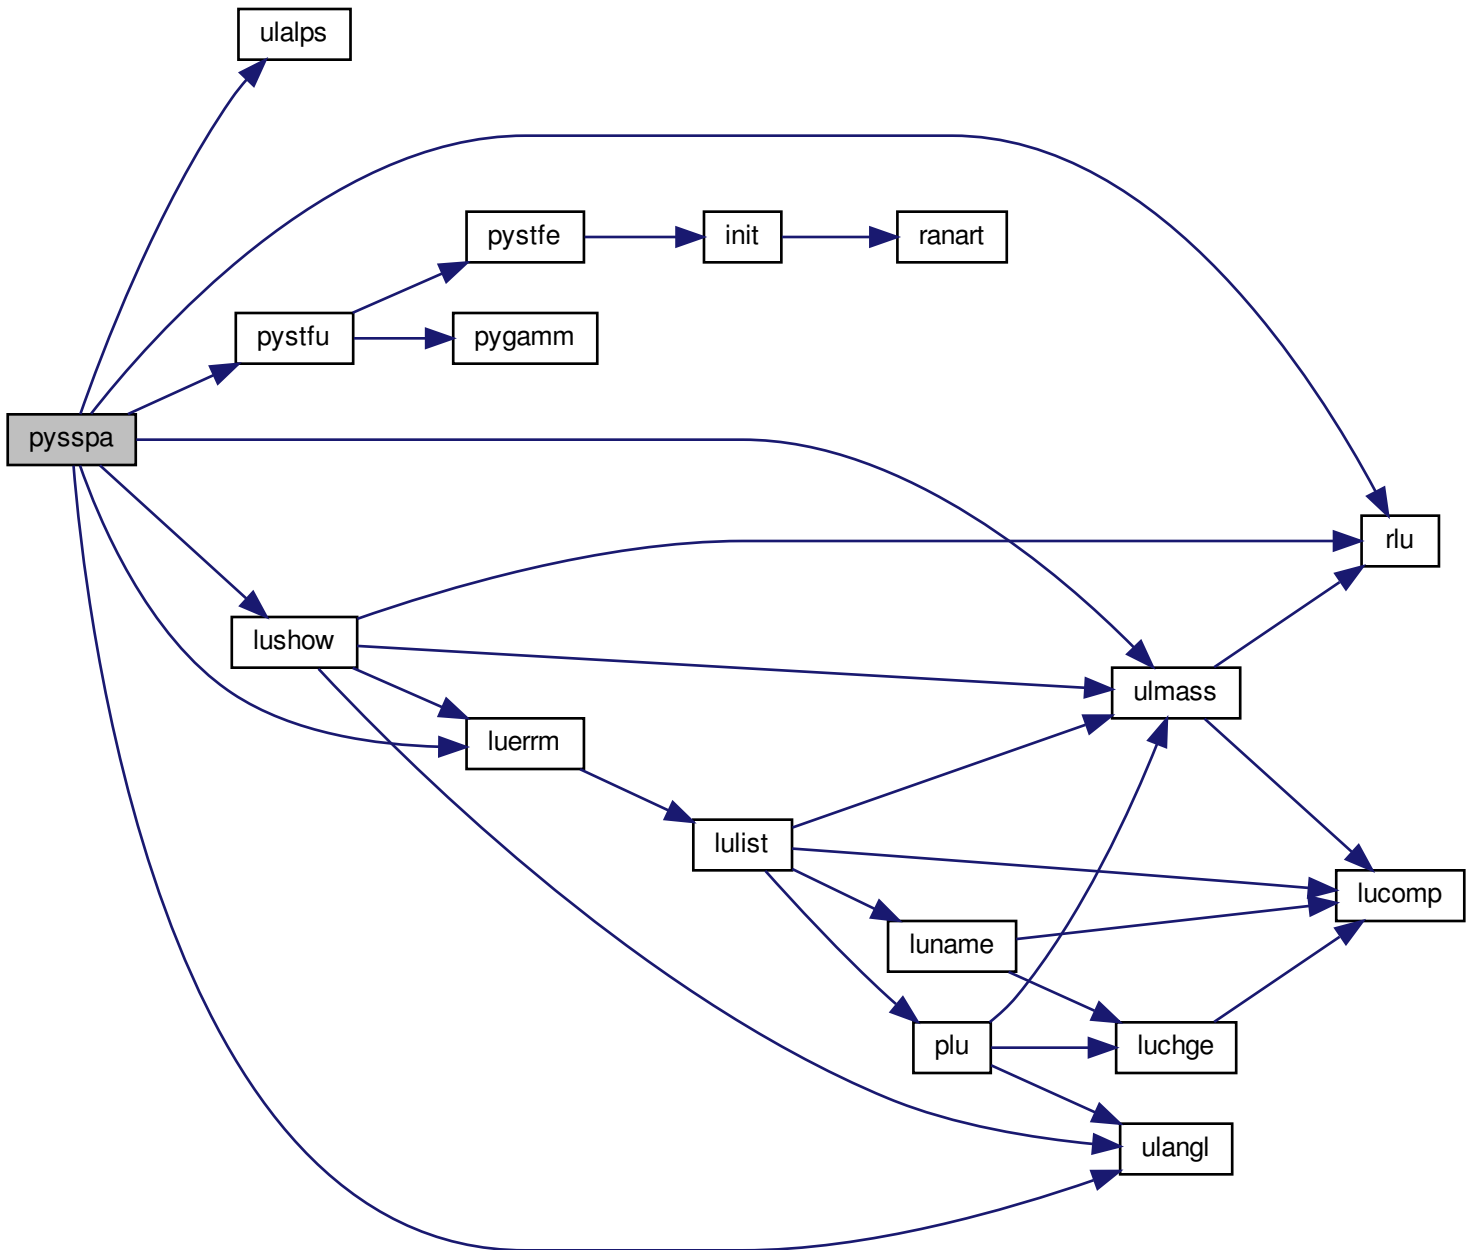 ulalps
pystfe
init
ranart
pystfu
pygamm
pysspa
rlu
lushow
ulmass
luerrm
lulist
lucomp
luname
plu
luchge
ulangl